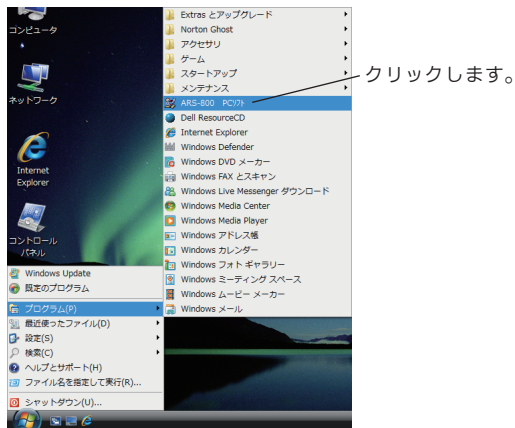 コンピュータ
ネットワーク
Internet
Explorer
コントロール
パネル
Extras とアップグレード
Norton Ghost
アクセサリ
ゲーム
スタートアップ
メンテナンス
ARS-800 PCｿﾌﾄ
Dell ResourceCD
Internet Explorer
Windows Defender
Windows DVD メーカー
Windows FAX とスキャン
Windows Live Messenger ダウンロード
Windows Media Center
Windows Media Player
Windows アドレス帳
Windows カレンダー
Windows フォト ギャラリー
Windows ミーティング スペース
Windows ムービー メーカー
Windows メール
クリックします。
Windows Update
既定のプログラム
プログラム(P)
最近使ったファイル(D)
設定(S)
検索(C)
ヘルプとサポート(H)
ファイル名を指定して実行(R)...
シャットダウン(U)...